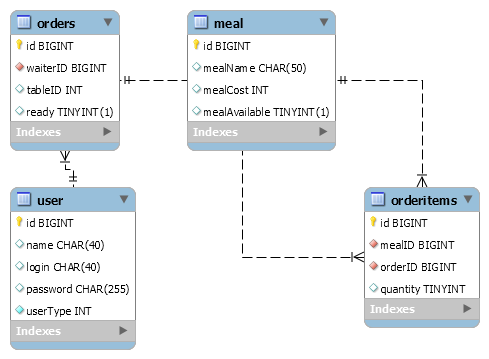 orders
id BIGINT
waiterID BIGINT
tableID INT
ready TINYINT(1)
Indexes
meal
id BIGINT
mealName CHAR(50)
mealCost INT
mealAvailable TINYINT(1)
Indexes
user
id BIGINT
name CHAR(40)
login CHAR(40)
password CHAR(255)
userType INT
Indexes
orderitems
id BIGINT
mealID BIGINT
orderID BIGINT
quantity TINYINT
Indexes